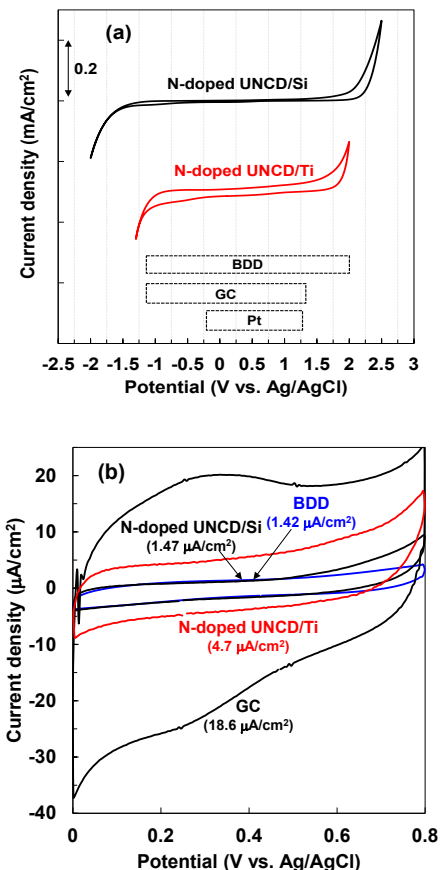 (a)
0.2
N-doped UNCD/Si
N-doped UNCD/Ti
BDD
GC
Pt
Current density (mA/cm²)
-2.5 -2 -1.5 -1 -0.5 0 0.5 1 1.5 2 2.5 3
Potential (V vs. Ag/AgCl)
(b)
20
10
0
-10
-20
-30
-40
BDD
(1.42 µA/cm²)
N-doped UNCD/Si
(1.47 µA/cm²)
N-doped UNCD/Ti
(4.7 µA/cm²)
GC
(18.6 µA/cm²)
Current density (µA/cm²)
0 0.2 0.4 0.6 0.8
Potential (V vs. Ag/AgCl)